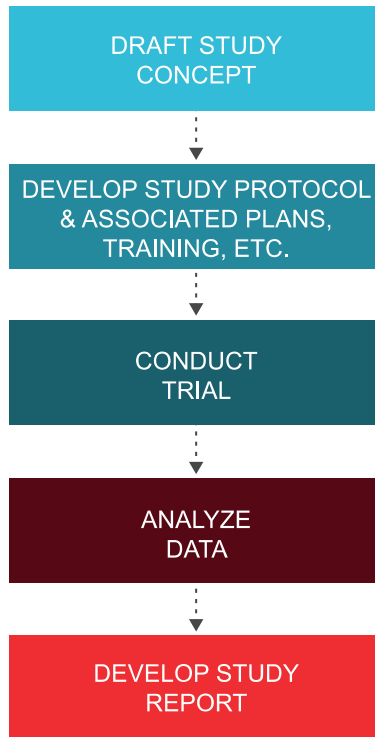 DRAFT STUDY
CONCEPT
DEVELOP STUDY PROTOCOL
& ASSOCIATED PLANS,
TRAINING, ETC.
CONDUCT
TRIAL
ANALYZE
DATA
DEVELOP STUDY
REPORT